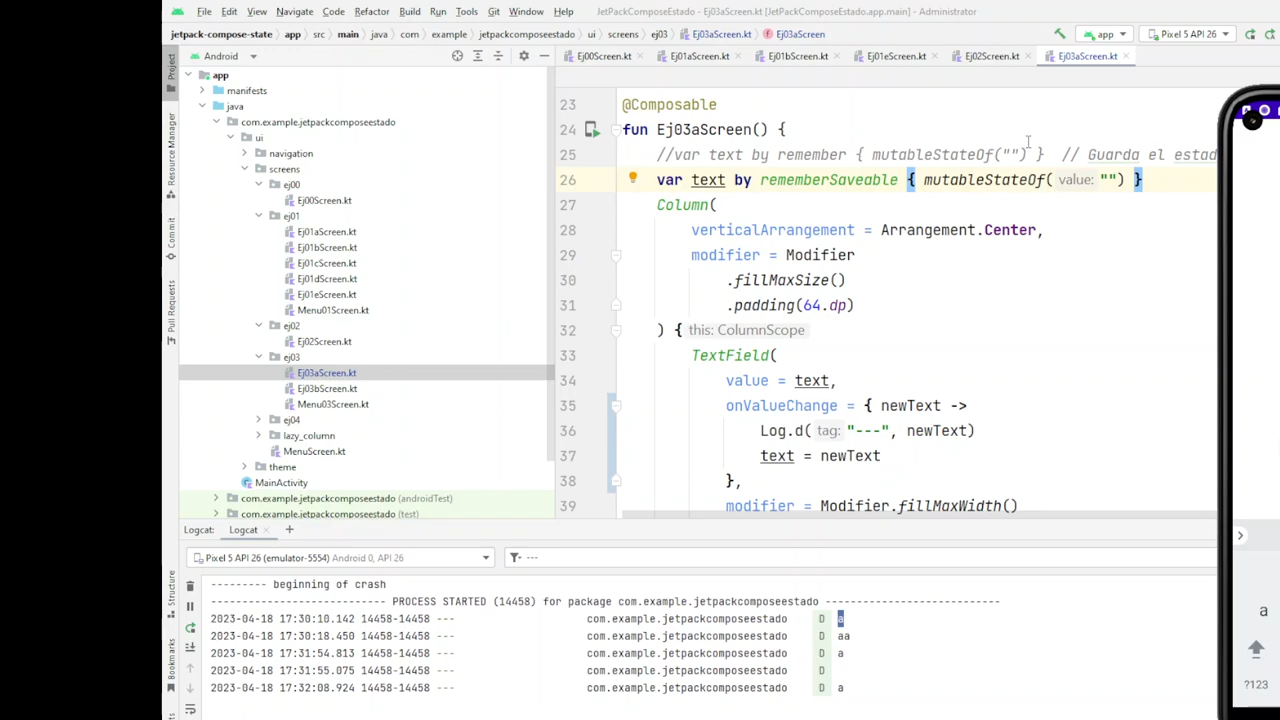 File Edit View Navigate Code Refactor Build Run Tools Git Window Help JetPackComposeEstado - Ej03aScreen.kt [JetPackComposeEstado.app.main] - Administrator
jetpack-compose-state app src main java com example jetpackcomposeestado ui screens ej03 Ej03aScreen.kt Ej03aScreen app Pixel 5 API 26
Project
Resource Manager
Commit
Pull Requests
Structure
Bookmarks
Android
Ej00Screen.kt Ej01aScreen.kt Ej01bScreen.kt Ej01eScreen.kt Ej02Screen.kt Ej03aScreen.kt
app
manifests
java
com.example.jetpackcomposeestado
ui
navigation
screens
ej00
Ej00Screen.kt
ej01
Ej01aScreen.kt
Ej01bScreen.kt
Ej01cScreen.kt
Ej01dScreen.kt
Ej01eScreen.kt
Menu01Screen.kt
ej02
Ej02Screen.kt
ej03
Ej03aScreen.kt
Ej03bScreen.kt
Menu03Screen.kt
ej04
lazy_column
MenuScreen.kt
theme
MainActivity
com.example.jetpackcomposeestado (androidTest)
com.example.jetpackcomposeestado (test)
23 @Composable
24 fun Ej03aScreen() {
25 //var text by remember { mutableStateOf("") } // Guarda el estad
26 var text by rememberSaveable { mutableStateOf( value: "") }
27 Column(
28 verticalArrangement = Arrangement.Center,
29 modifier = Modifier
30 .fillMaxSize()
31 .padding(64.dp)
32 ) { this: ColumnScope
33 TextField(
34 value = text,
35 onValueChange = { newText ->
36 Log.d( tag: "---", newText)
37 text = newText
38 },
39 modifier = Modifier.fillMaxWidth()
Logcat: Logcat
Pixel 5 API 26 (emulator-5554) Android 0, API 26 ---
--------- beginning of crash
--------------------------- PROCESS STARTED (14458) for package com.example.jetpackcomposeestado ---------------------------
2023-04-18 17:30:10.142 14458-14458 --- com.example.jetpackcomposeestado D a
2023-04-18 17:30:18.450 14458-14458 --- com.example.jetpackcomposeestado D aa
2023-04-18 17:31:54.813 14458-14458 --- com.example.jetpackcomposeestado D a
2023-04-18 17:31:55.075 14458-14458 --- com.example.jetpackcomposeestado D
2023-04-18 17:32:08.924 14458-14458 --- com.example.jetpackcomposeestado D a
a
?123